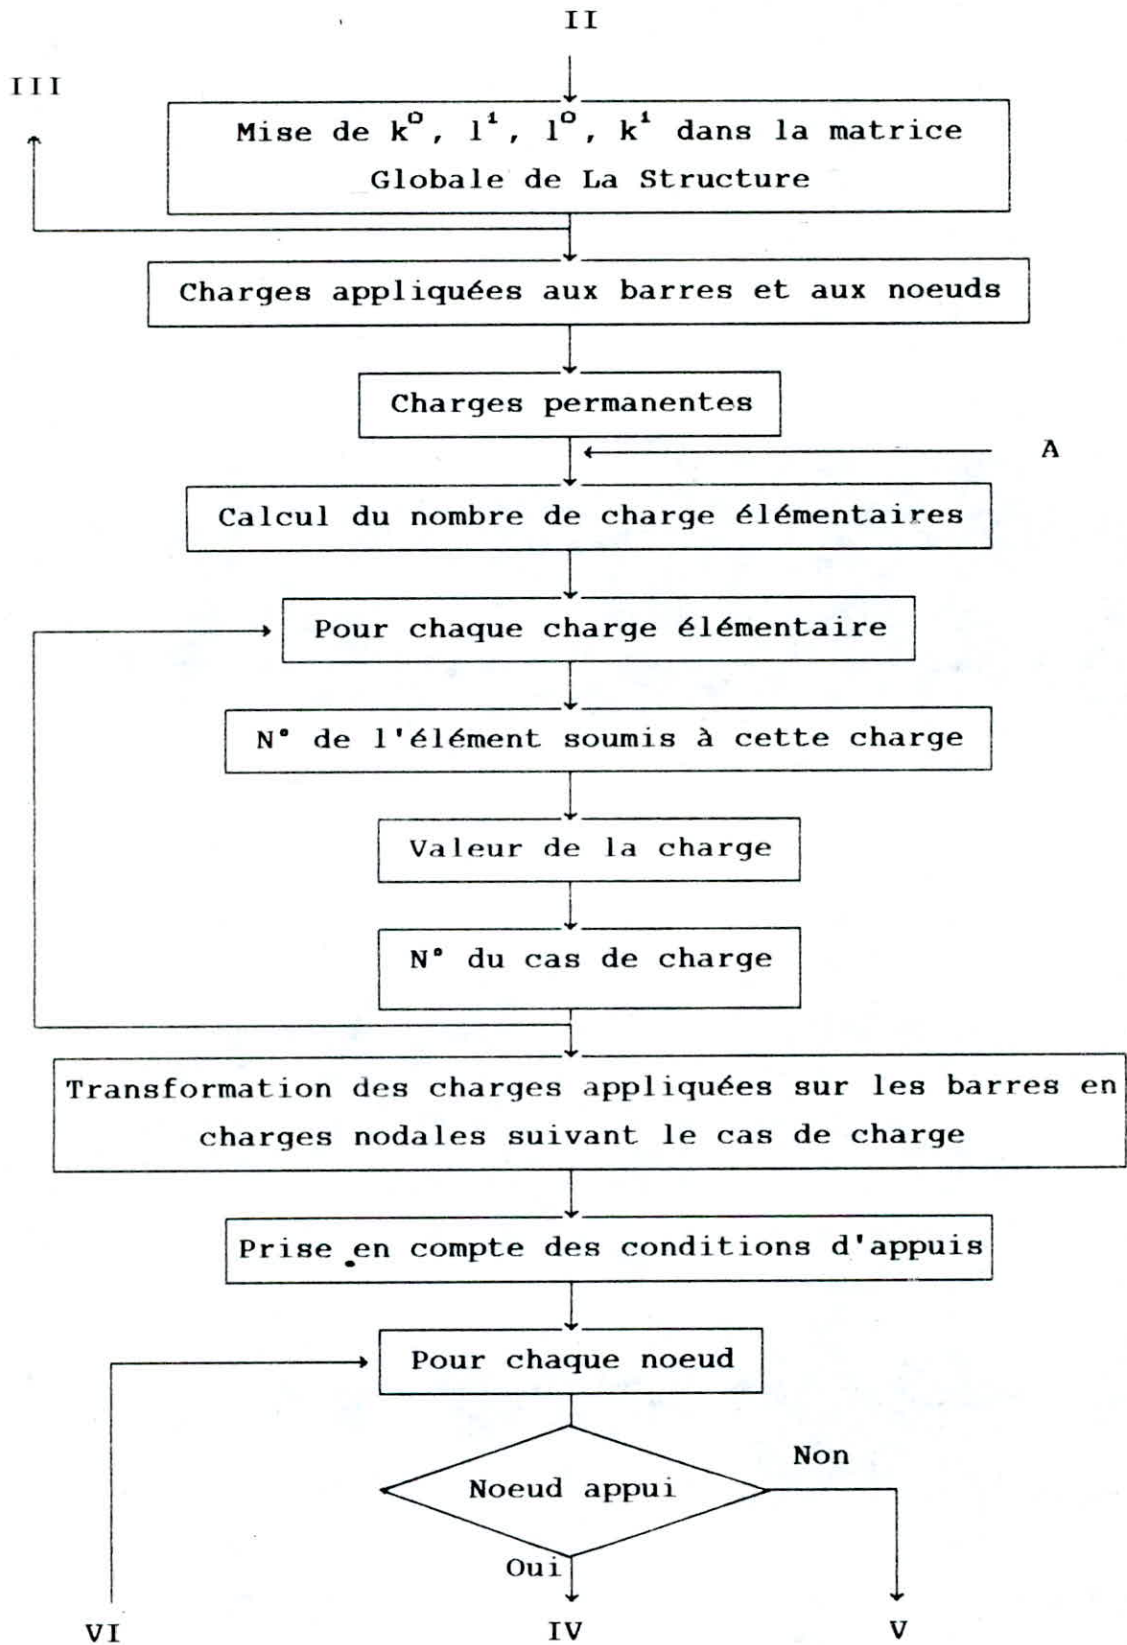 II
III
Mise de k⁰, l¹, l⁰, k¹ dans la matrice
Globale de La Structure
Charges appliquées aux barres et aux noeuds
Charges permanentes
A
Calcul du nombre de charge élémentaires
Pour chaque charge élémentaire
N° de l'élément soumis à cette charge
Valeur de la charge
N° du cas de charge
Transformation des charges appliquées sur les barres en
charges nodales suivant le cas de charge
Prise en compte des conditions d'appuis
Pour chaque noeud
Non
Noeud appui
Oui
VI
IV
V